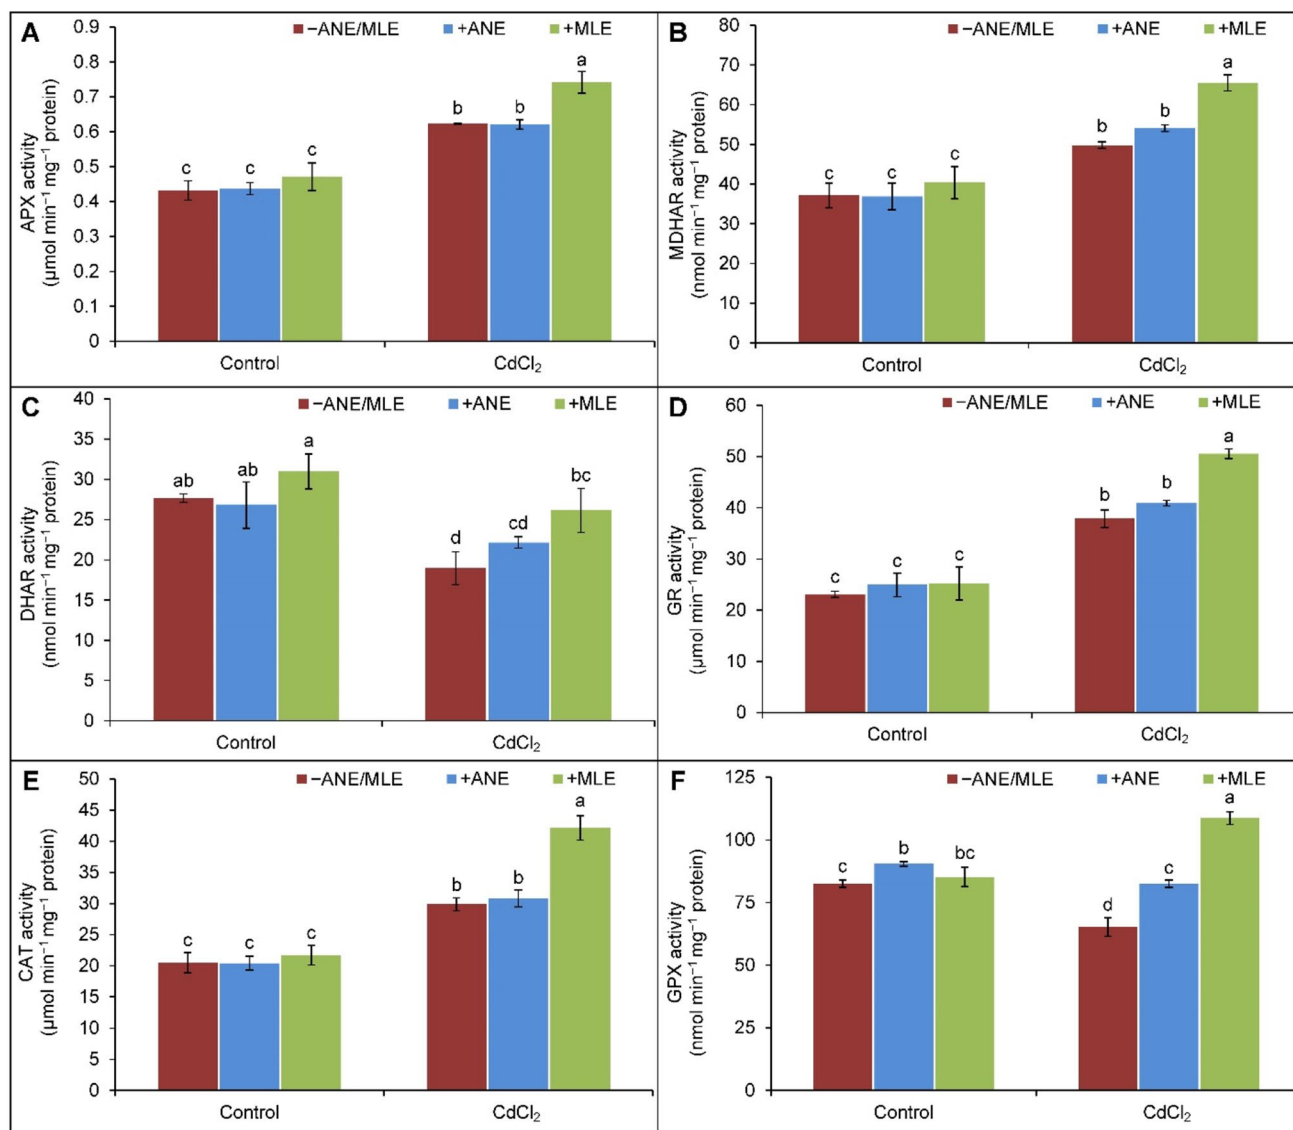 A
−ANE/MLE +ANE +MLE
APX activity
(µmol min⁻¹ mg⁻¹ protein)
0.9
0.8
0.7
0.6
0.5
0.4
0.3
0.2
0.1
0
c c c b b a
Control CdCl₂
B
−ANE/MLE +ANE +MLE
MDHAR activity
(nmol min⁻¹ mg⁻¹ protein)
80
70
60
50
40
30
20
10
0
c c c b b a
Control CdCl₂
C
−ANE/MLE +ANE +MLE
DHAR activity
(nmol min⁻¹ mg⁻¹ protein)
40
35
30
25
20
15
10
5
0
ab ab a d cd bc
Control CdCl₂
D
−ANE/MLE +ANE +MLE
GR activity
(µmol min⁻¹ mg⁻¹ protein)
60
50
40
30
20
10
0
c c c b b a
Control CdCl₂
E
−ANE/MLE +ANE +MLE
CAT activity
(µmol min⁻¹ mg⁻¹ protein)
50
45
40
35
30
25
20
15
10
5
0
c c c b b a
Control CdCl₂
F
−ANE/MLE +ANE +MLE
GPX activity
(nmol min⁻¹ mg⁻¹ protein)
125
100
75
50
25
0
c b bc d c a
Control CdCl₂